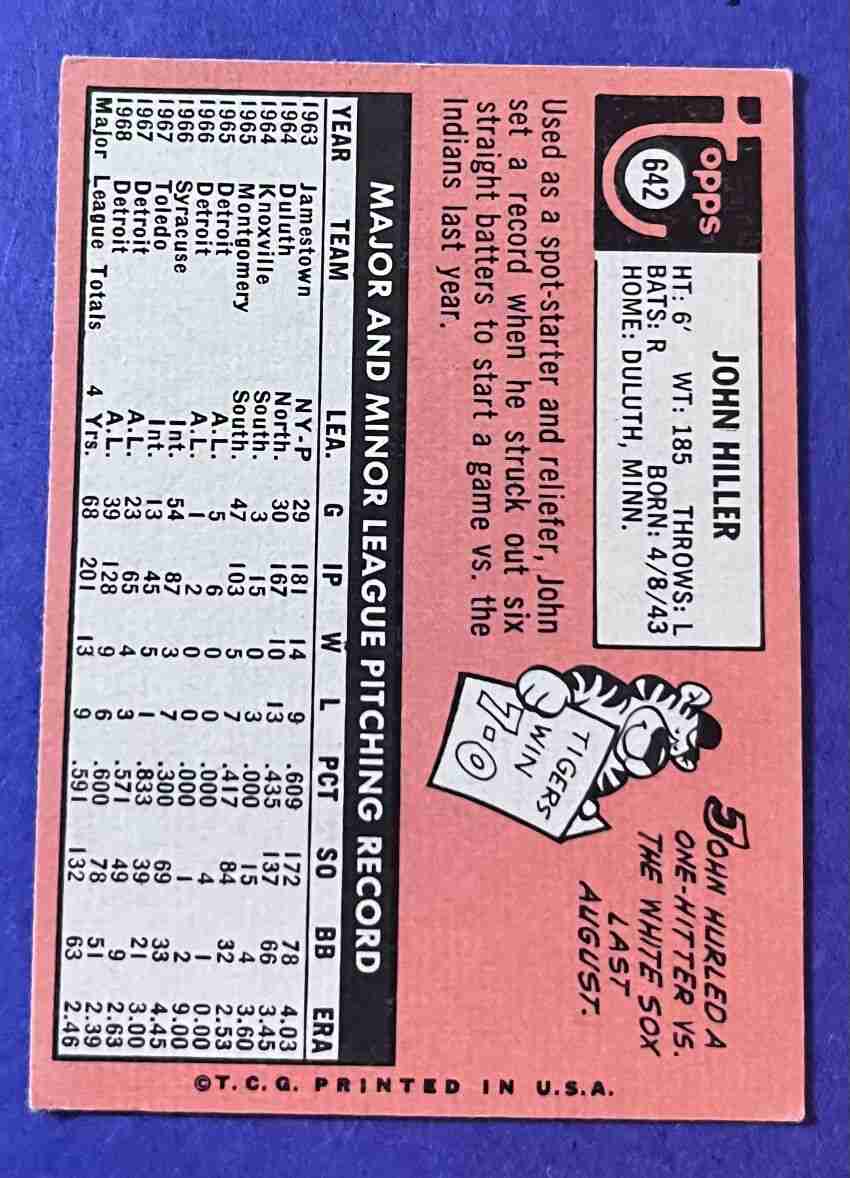 Topps
642
JOHN HILLER
HT: 6' WT: 185 THROWS: L
BATS: R BORN: 4/8/43
HOME: DULUTH, MINN.
Used as a spot-starter and reliefer, John
set a record when he struck out six
straight batters to start a game vs. the
Indians last year.
TIGERS
WIN
7-0
JOHN HURLED A
ONE-HITTER VS.
THE WHITE SOX
LAST
AUGUST.
MAJOR AND MINOR LEAGUE PITCHING RECORD
YEAR TEAM LEA. G IP W L PCT SO BB ERA
1963 Jamestown NY-P 29 181 14 9 .609 172 78 4.03
1964 Duluth North. 30 167 10 13 .435 137 66 3.45
1964 Knoxville South. 3 15 0 3 .000 15 4 3.60
1965 Montgomery South. 47 103 5 7 .417 84 32 2.53
1965 Detroit A.L. 5 6 0 0 .000 4 1 0.00
1966 Detroit A.L. 1 2 0 0 .000 1 2 9.00
1966 Syracuse Int. 54 87 3 7 .300 69 33 4.45
1967 Toledo Int. 13 45 5 1 .833 39 21 3.00
1967 Detroit A.L. 23 65 4 3 .571 49 9 2.63
1968 Detroit A.L. 39 128 9 6 .600 78 51 2.39
Major League Totals 4 Yrs. 68 201 13 9 .591 132 63 2.46
©T.C.G. PRINTED IN U.S.A.